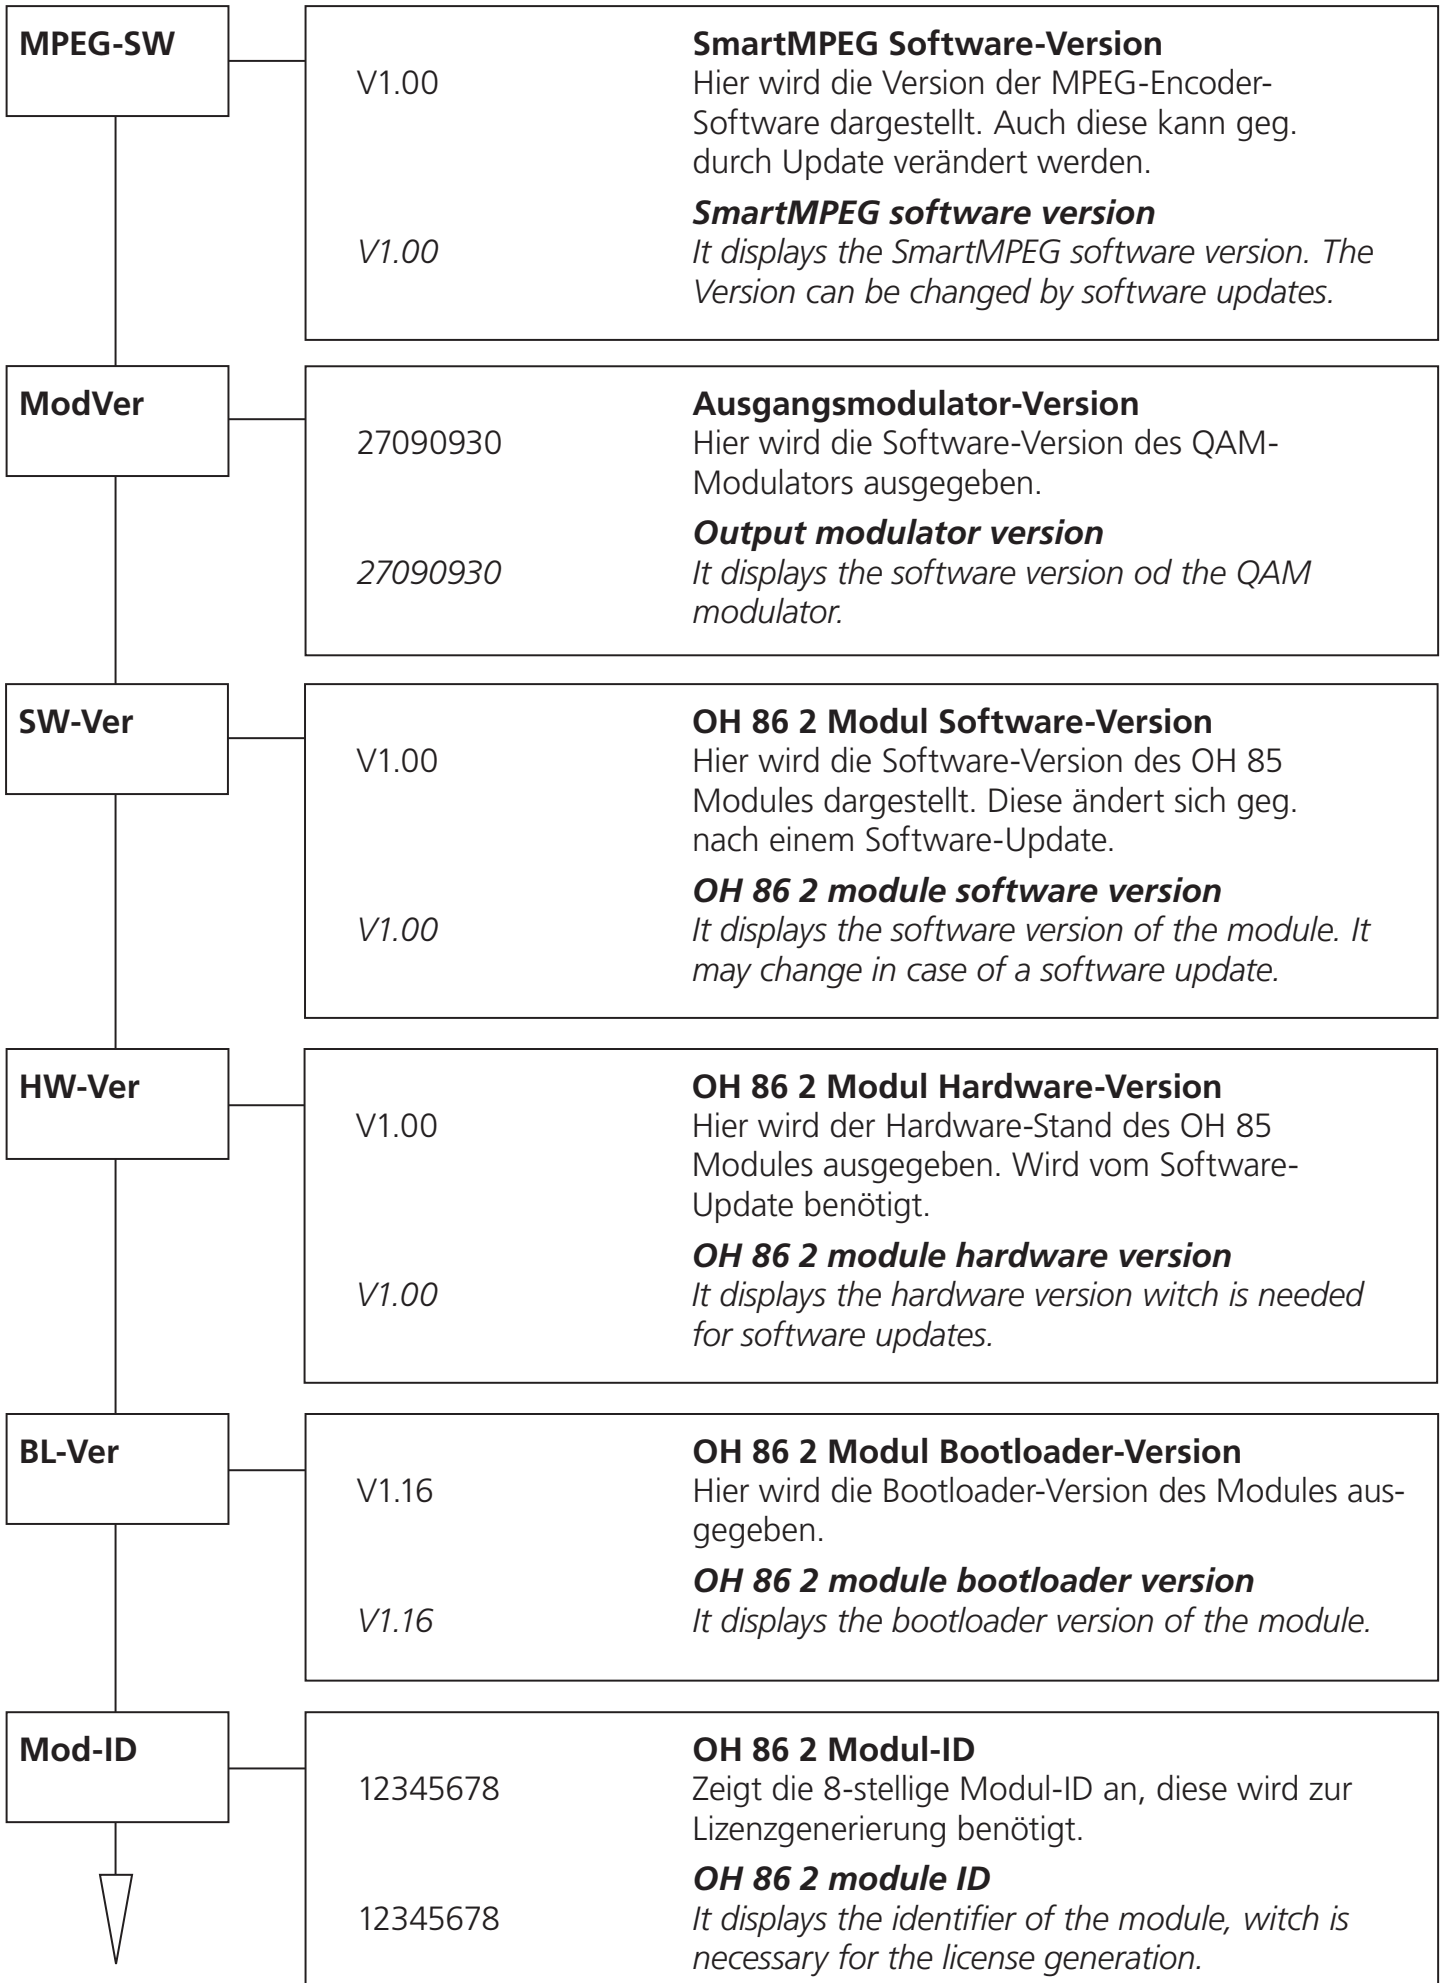 MPEG-SW
SmartMPEG Software-Version
V1.00 Hier wird die Version der MPEG-Encoder-
Software dargestellt. Auch diese kann geg.
durch Update verändert werden.
SmartMPEG software version
V1.00 It displays the SmartMPEG software version. The
Version can be changed by software updates.
ModVer
Ausgangsmodulator-Version
27090930 Hier wird die Software-Version des QAM-
Modulators ausgegeben.
Output modulator version
27090930 It displays the software version od the QAM
modulator.
SW-Ver
OH 86 2 Modul Software-Version
V1.00 Hier wird die Software-Version des OH 85
Modules dargestellt. Diese ändert sich geg.
nach einem Software-Update.
OH 86 2 module software version
V1.00 It displays the software version of the module. It
may change in case of a software update.
HW-Ver
OH 86 2 Modul Hardware-Version
V1.00 Hier wird der Hardware-Stand des OH 85
Modules ausgegeben. Wird vom Software-
Update benötigt.
OH 86 2 module hardware version
V1.00 It displays the hardware version witch is needed
for software updates.
BL-Ver
OH 86 2 Modul Bootloader-Version
V1.16 Hier wird die Bootloader-Version des Modules aus-
gegeben.
OH 86 2 module bootloader version
V1.16 It displays the bootloader version of the module.
Mod-ID
OH 86 2 Modul-ID
12345678 Zeigt die 8-stellige Modul-ID an, diese wird zur
Lizenzgenerierung benötigt.
OH 86 2 module ID
12345678 It displays the identifier of the module, witch is
necessary for the license generation.